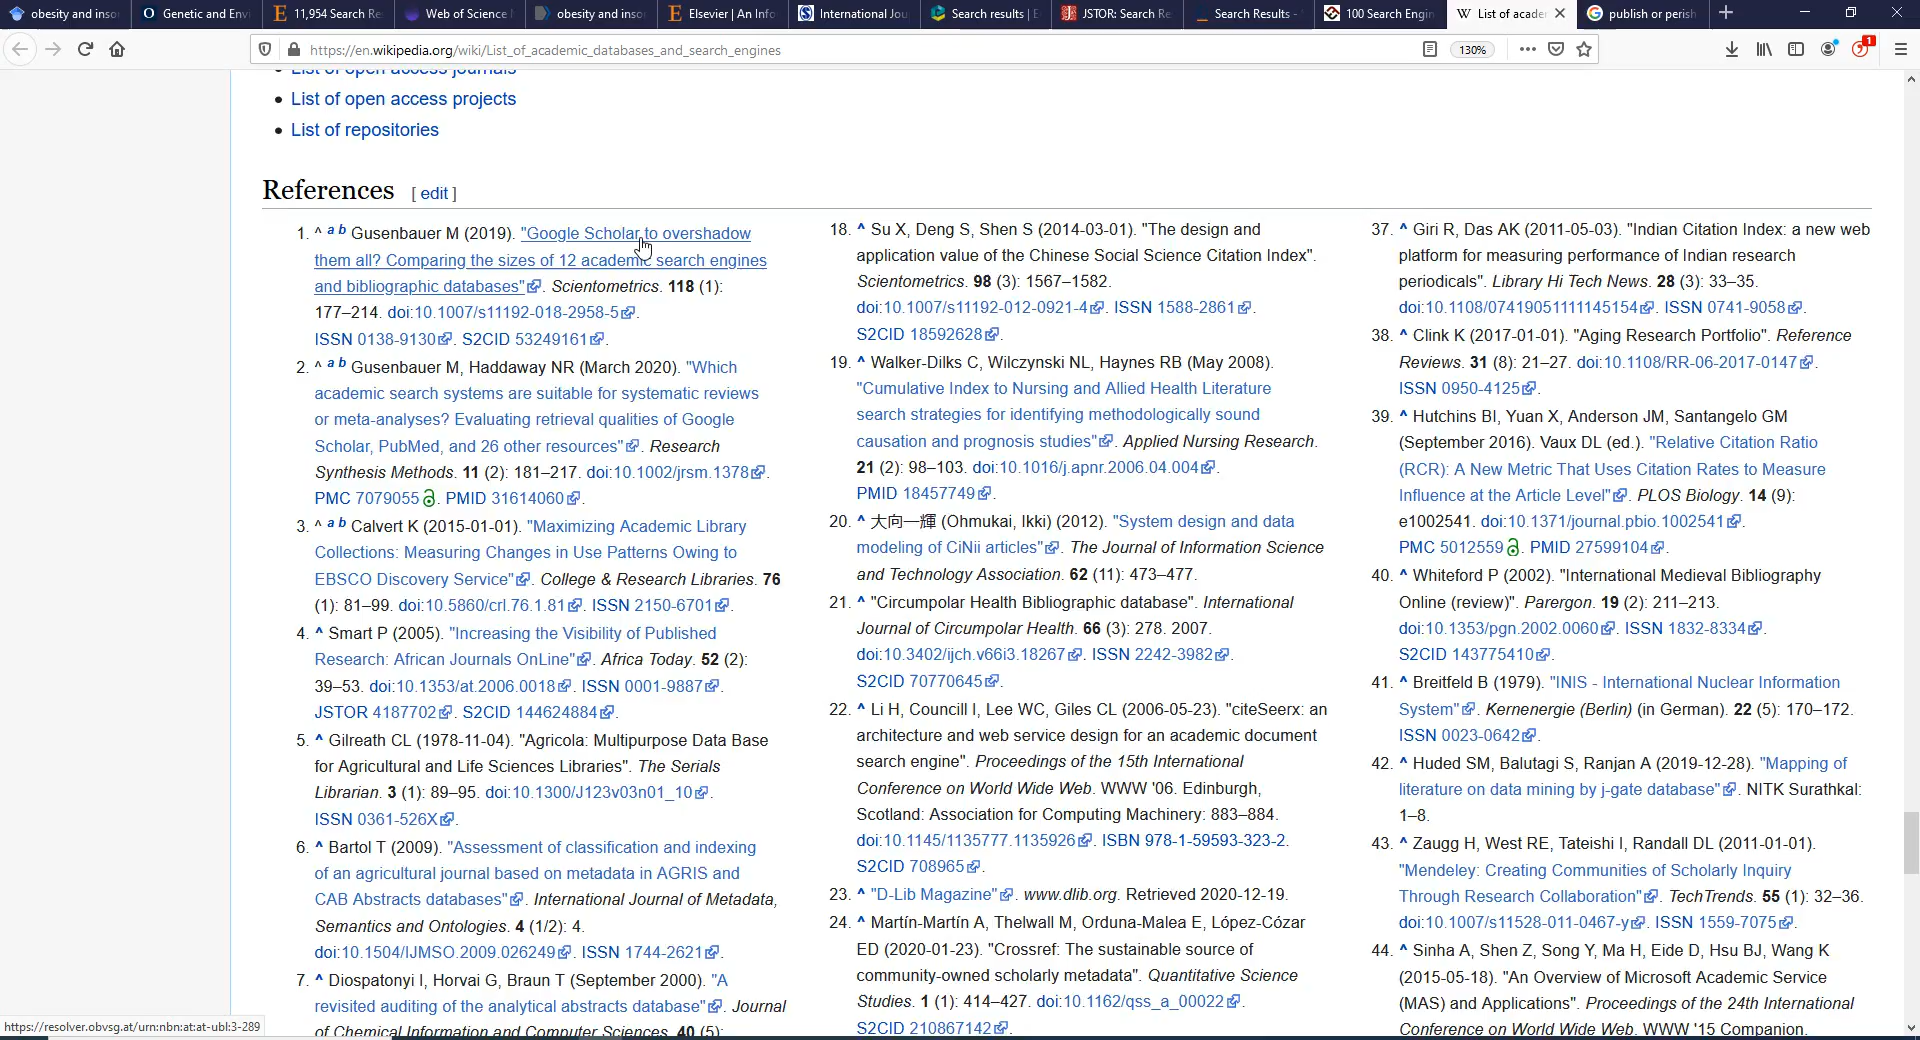 obesity and inso
Genetic and Envi
11,954 Search Re
Web of Science
obesity and inso
Elsevier | An Info
International Jou
Search results |
JSTOR: Search Re
Search Results -
100 Search Engin
List of acade
publish or perish
https://en.wikipedia.org/wiki/List_of_academic_databases_and_search_engines
130%
1
List of open access journals
List of open access projects
List of repositories
References [ edit ]
1. ^ a b Gusenbauer M (2019). "Google Scholar to overshadow
them all? Comparing the sizes of 12 academic search engines
and bibliographic databases". Scientometrics. 118 (1):
177–214. doi:10.1007/s11192-018-2958-5.
ISSN 0138-9130. S2CID 53249161.
2. ^ a b Gusenbauer M, Haddaway NR (March 2020). "Which
academic search systems are suitable for systematic reviews
or meta-analyses? Evaluating retrieval qualities of Google
Scholar, PubMed, and 26 other resources". Research
Synthesis Methods. 11 (2): 181–217. doi:10.1002/jrsm.1378.
PMC 7079055. PMID 31614060.
3. ^ a b Calvert K (2015-01-01). "Maximizing Academic Library
Collections: Measuring Changes in Use Patterns Owing to
EBSCO Discovery Service". College & Research Libraries. 76
(1): 81–99. doi:10.5860/crl.76.1.81. ISSN 2150-6701.
4. ^ Smart P (2005). "Increasing the Visibility of Published
Research: African Journals OnLine". Africa Today. 52 (2):
39–53. doi:10.1353/at.2006.0018. ISSN 0001-9887.
JSTOR 4187702. S2CID 144624884.
5. ^ Gilreath CL (1978-11-04). "Agricola: Multipurpose Data Base
for Agricultural and Life Sciences Libraries". The Serials
Librarian. 3 (1): 89–95. doi:10.1300/J123v03n01_10.
ISSN 0361-526X.
6. ^ Bartol T (2009). "Assessment of classification and indexing
of an agricultural journal based on metadata in AGRIS and
CAB Abstracts databases". International Journal of Metadata,
Semantics and Ontologies. 4 (1/2): 4.
doi:10.1504/IJMSO.2009.026249. ISSN 1744-2621.
7. ^ Diospatonyi I, Horvai G, Braun T (September 2000). "A
revisited auditing of the analytical abstracts database". Journal
of Chemical Information and Computer Sciences. 40 (5):
18. ^ Su X, Deng S, Shen S (2014-03-01). "The design and
application value of the Chinese Social Science Citation Index".
Scientometrics. 98 (3): 1567–1582.
doi:10.1007/s11192-012-0921-4. ISSN 1588-2861.
S2CID 18592628.
19. ^ Walker-Dilks C, Wilczynski NL, Haynes RB (May 2008).
"Cumulative Index to Nursing and Allied Health Literature
search strategies for identifying methodologically sound
causation and prognosis studies". Applied Nursing Research.
21 (2): 98–103. doi:10.1016/j.apnr.2006.04.004.
PMID 18457749.
20. ^ 大向一輝 (Ohmukai, Ikki) (2012). "System design and data
modeling of CiNii articles". The Journal of Information Science
and Technology Association. 62 (11): 473–477.
21. ^ "Circumpolar Health Bibliographic database". International
Journal of Circumpolar Health. 66 (3): 278. 2007.
doi:10.3402/ijch.v66i3.18267. ISSN 2242-3982.
S2CID 70770645.
22. ^ Li H, Councill I, Lee WC, Giles CL (2006-05-23). "citeSeerx: an
architecture and web service design for an academic document
search engine". Proceedings of the 15th International
Conference on World Wide Web. WWW '06. Edinburgh,
Scotland: Association for Computing Machinery: 883–884.
doi:10.1145/1135777.1135926. ISBN 978-1-59593-323-2.
S2CID 708965.
23. ^ "D-Lib Magazine". www.dlib.org. Retrieved 2020-12-19.
24. ^ Martín-Martín A, Thelwall M, Orduna-Malea E, López-Cózar
ED (2020-01-23). "Crossref: The sustainable source of
community-owned scholarly metadata". Quantitative Science
Studies. 1 (1): 414–427. doi:10.1162/qss_a_00022.
S2CID 210867142.
37. ^ Giri R, Das AK (2011-05-03). "Indian Citation Index: a new web
platform for measuring performance of Indian research
periodicals". Library Hi Tech News. 28 (3): 33–35.
doi:10.1108/07419051111145154. ISSN 0741-9058.
38. ^ Clink K (2017-01-01). "Aging Research Portfolio". Reference
Reviews. 31 (8): 21–27. doi:10.1108/RR-06-2017-0147.
ISSN 0950-4125.
39. ^ Hutchins BI, Yuan X, Anderson JM, Santangelo GM
(September 2016). Vaux DL (ed.). "Relative Citation Ratio
(RCR): A New Metric That Uses Citation Rates to Measure
Influence at the Article Level". PLOS Biology. 14 (9):
e1002541. doi:10.1371/journal.pbio.1002541.
PMC 5012559. PMID 27599104.
40. ^ Whiteford P (2002). "International Medieval Bibliography
Online (review)". Parergon. 19 (2): 211–213.
doi:10.1353/pgn.2002.0060. ISSN 1832-8334.
S2CID 143775410.
41. ^ Breitfeld B (1979). "INIS - International Nuclear Information
System". Kernenergie (Berlin) (in German). 22 (5): 170–172.
ISSN 0023-0642.
42. ^ Huded SM, Balutagi S, Ranjan A (2019-12-28). "Mapping of
literature on data mining by j-gate database". NITK Surathkal:
1–8.
43. ^ Zaugg H, West RE, Tateishi I, Randall DL (2011-01-01).
"Mendeley: Creating Communities of Scholarly Inquiry
Through Research Collaboration". TechTrends. 55 (1): 32–36.
doi:10.1007/s11528-011-0467-y. ISSN 1559-7075.
44. ^ Sinha A, Shen Z, Song Y, Ma H, Eide D, Hsu BJ, Wang K
(2015-05-18). "An Overview of Microsoft Academic Service
(MAS) and Applications". Proceedings of the 24th International
Conference on World Wide Web. WWW '15 Companion.
https://resolver.obvsg.at/urn:nbn:at:at-ubl:3-289